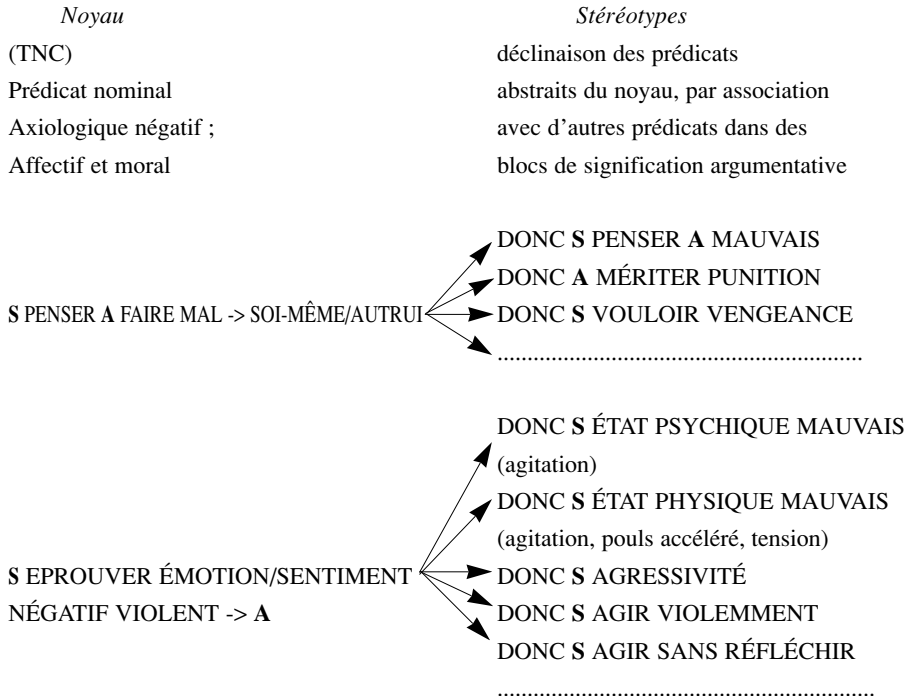 Noyau Stéréotypes
(TNC) déclinaison des prédicats
Prédicat nominal abstraits du noyau, par association
Axiologique négatif ; avec d'autres prédicats dans des
Affectif et moral blocs de signification argumentative
DONC S PENSER A MAUVAIS
DONC A MÉRITER PUNITION
S PENSER A FAIRE MAL -> SOI-MÊME/AUTRUI DONC S VOULOIR VENGEANCE
.............................................................
DONC S ÉTAT PSYCHIQUE MAUVAIS
(agitation)
DONC S ÉTAT PHYSIQUE MAUVAIS
(agitation, pouls accéléré, tension)
S EPROUVER ÉMOTION/SENTIMENT DONC S AGRESSIVITÉ
NÉGATIF VIOLENT -> A DONC S AGIR VIOLEMMENT
DONC S AGIR SANS RÉFLÉCHIR
...............................................................